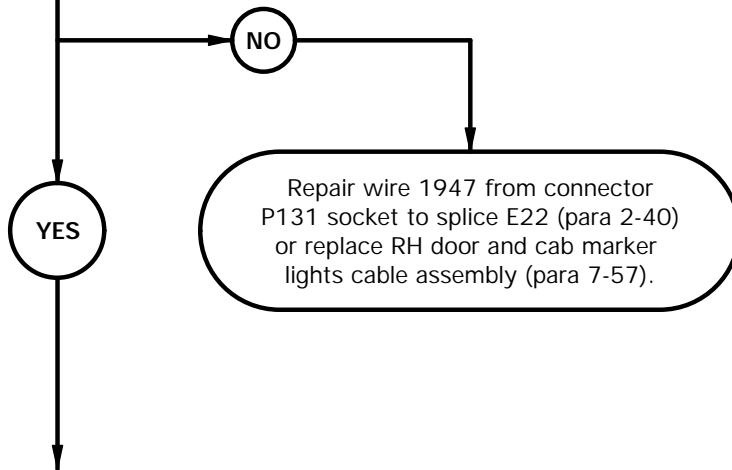 NO
YES
Repair wire 1947 from connector
P131 socket to splice E22 (para 2-40)
or replace RH door and cab marker
lights cable assembly (para 7-57).